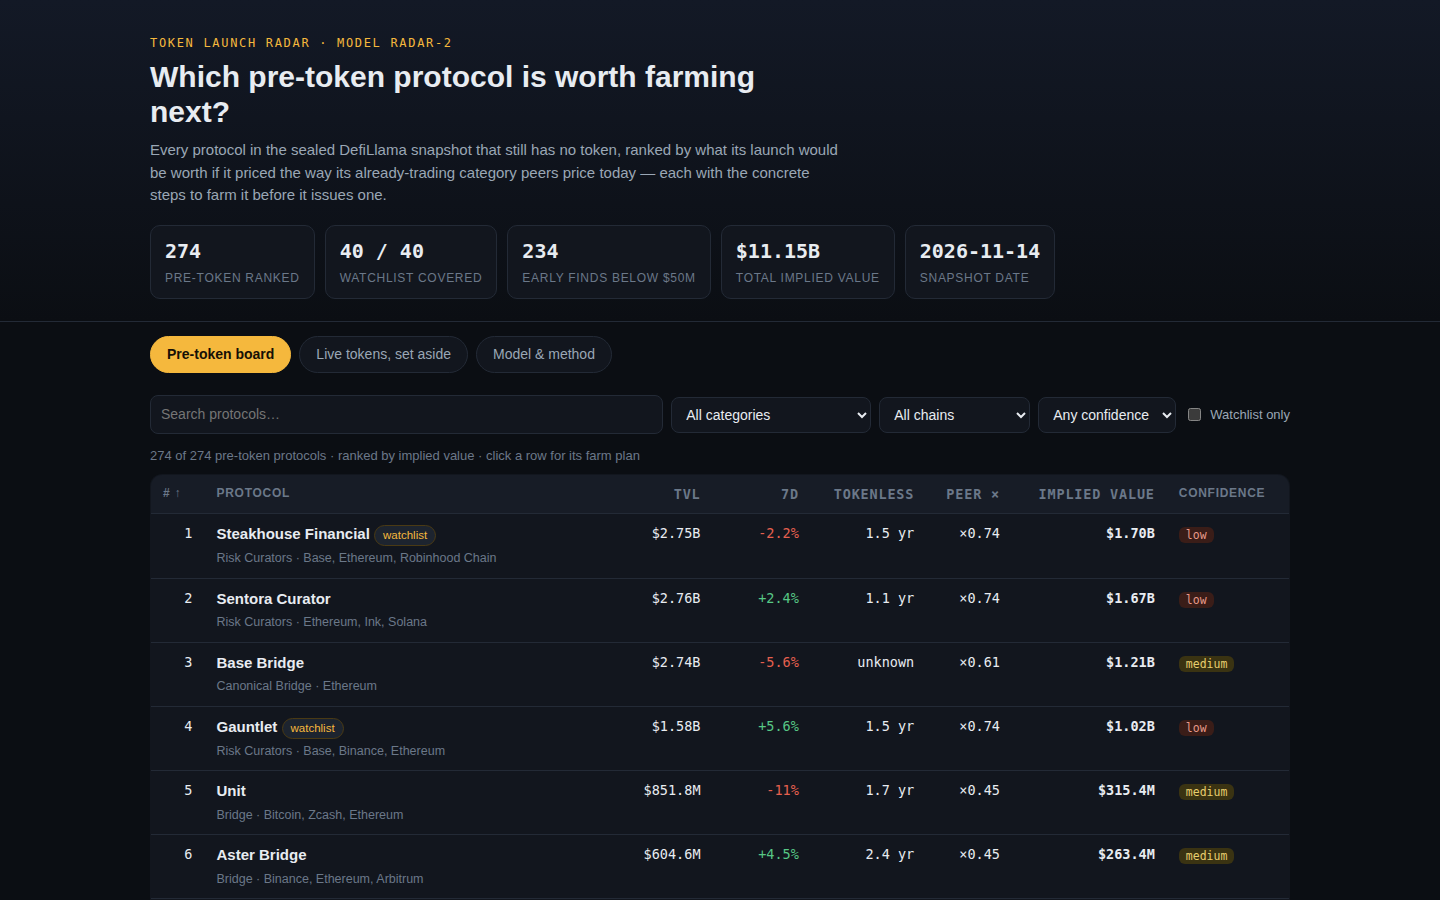 TOKEN LAUNCH RADAR · MODEL RADAR-2
Which pre-token protocol is worth farming
next?
Every protocol in the sealed DefiLlama snapshot that still has no token, ranked by what its launch would
be worth if it priced the way its already-trading category peers price today — each with the concrete
steps to farm it before it issues one.
274 40 / 40 234 $11.15B 2026-11-14
PRE-TOKEN RANKED WATCHLIST COVERED EARLY FINDS BELOW $50M TOTAL IMPLIED VALUE SNAPSHOT DATE
Pre-token board Live tokens, set aside Model & method
Search protocols… All categories All chains Any confidence Watchlist only
274 of 274 pre-token protocols · ranked by implied value · click a row for its farm plan
# ↑ PROTOCOL TVL 7D TOKENLESS PEER × IMPLIED VALUE CONFIDENCE
1 Steakhouse Financial watchlist $2.75B -2.2% 1.5 yr ×0.74 $1.70B low
Risk Curators · Base, Ethereum, Robinhood Chain
2 Sentora Curator $2.76B +2.4% 1.1 yr ×0.74 $1.67B low
Risk Curators · Ethereum, Ink, Solana
3 Base Bridge $2.74B -5.6% unknown ×0.61 $1.21B medium
Canonical Bridge · Ethereum
4 Gauntlet watchlist $1.58B +5.6% 1.5 yr ×0.74 $1.02B low
Risk Curators · Base, Binance, Ethereum
5 Unit $851.8M -11% 1.7 yr ×0.45 $315.4M medium
Bridge · Bitcoin, Zcash, Ethereum
6 Aster Bridge $604.6M +4.5% 2.4 yr ×0.45 $263.4M medium
Bridge · Binance, Ethereum, Arbitrum